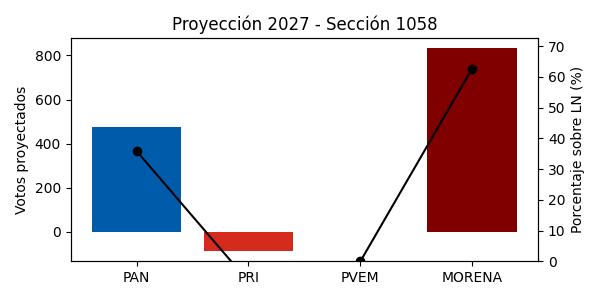 Proyección 2027 - Sección 1058
Votos proyectados
800
600
400
200
0
70
60
50
40
30
20
10
0
Porcentaje sobre LN (%)
PAN
PRI
PVEM
MORENA